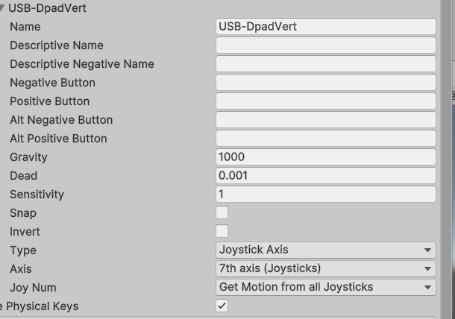 USB-DpadVert
Name USB-DpadVert
Descriptive Name
Descriptive Negative Name
Negative Button
Positive Button
Alt Negative Button
Alt Positive Button
Gravity 1000
Dead 0.001
Sensitivity 1
Snap
Invert
Type Joystick Axis
Axis 7th axis (Joysticks)
Joy Num Get Motion from all Joysticks
e Physical Keys